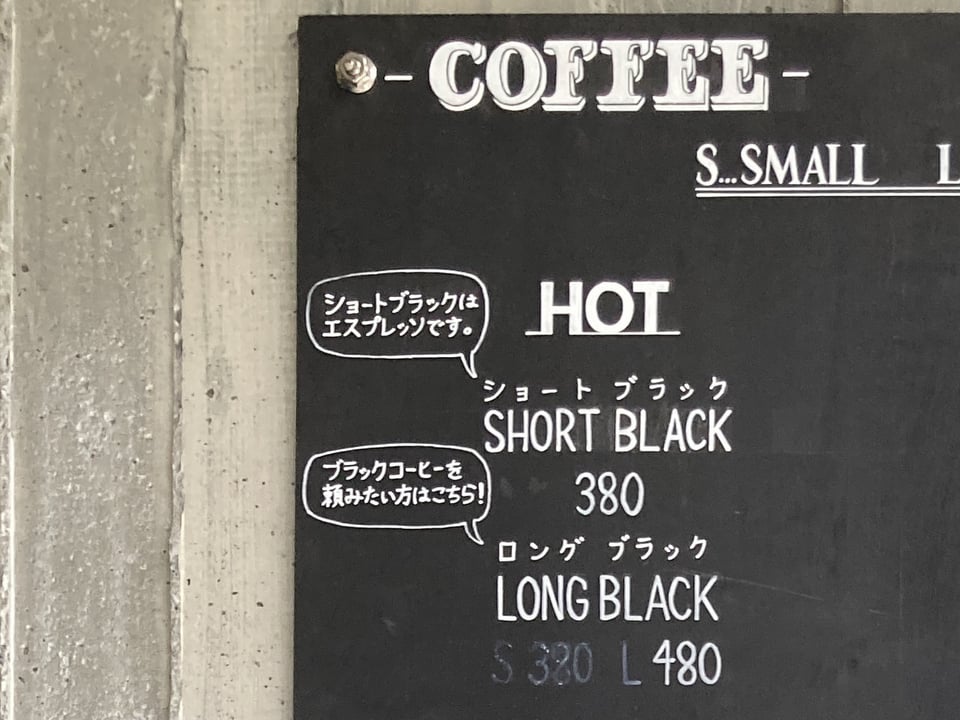 - COFFEE -
S...SMALL L
HOT
ショートブラックは
エスプレッソです。
ショート ブラック
SHORT BLACK
380
ブラックコーヒーを
頼みたい方はこちら!
ロング ブラック
LONG BLACK
S 380 L 480